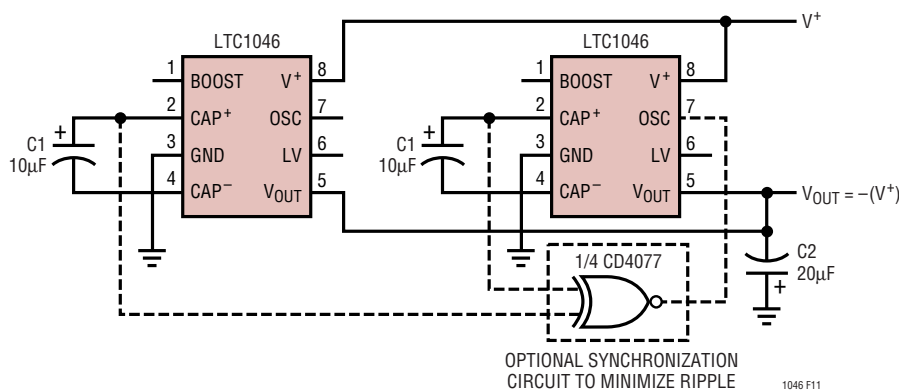 V+
LTC1046
LTC1046
1 BOOST V+ 8
2 CAP+ OSC 7
3 GND LV 6
4 CAP− VOUT 5
C1
+
10µF
1 BOOST V+ 8
2 CAP+ OSC 7
3 GND LV 6
4 CAP− VOUT 5
C1
+
10µF
VOUT = –(V+)
C2
20µF
+
1/4 CD4077
OPTIONAL SYNCHRONIZATION
CIRCUIT TO MINIMIZE RIPPLE
1046 F11